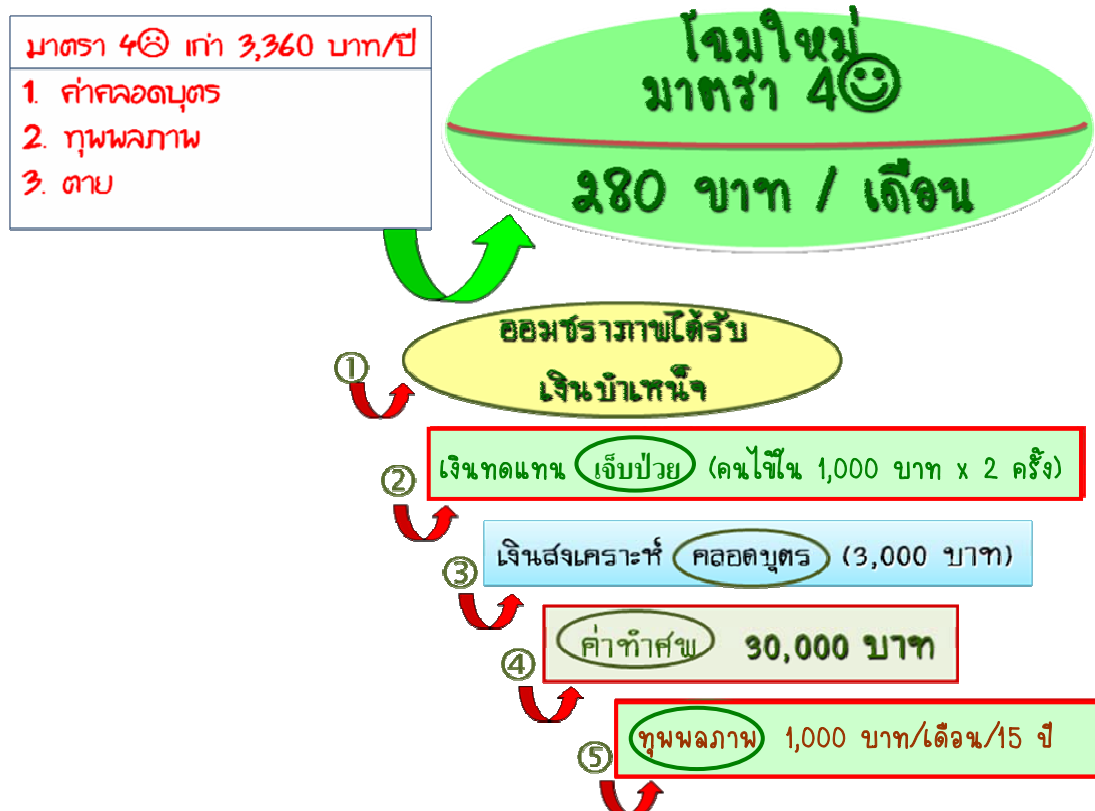 มาตรา 4☹ เก่า 3,360 บาท/ปี
1. ค่าคลอดบุตร
2. ทุพพลภาพ
3. ตาย
โฉมใหม่
มาตรา 4☺
280 บาท / เดือน
① ออมชราภาพได้รับ
เงินบำเหน็จ
② เงินทดแทน เจ็บป่วย (คนไข้ใน 1,000 บาท x 2 ครั้ง)
③ เงินสงเคราะห์ คลอดบุตร (3,000 บาท)
④ ค่าทำศพ 30,000 บาท
⑤ ทุพพลภาพ 1,000 บาท/เดือน/15 ปี